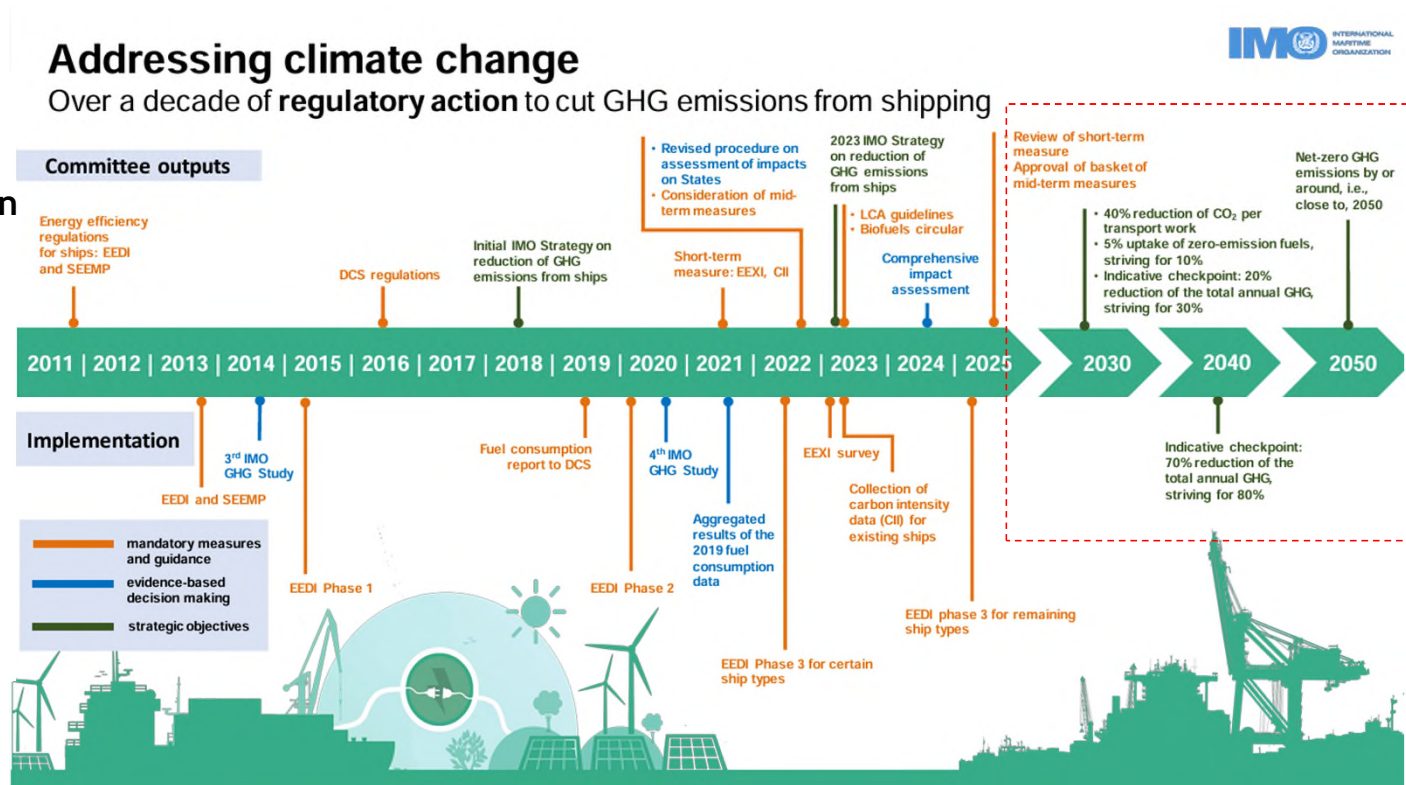 Addressing climate change
Over a decade of regulatory action to cut GHG emissions from shipping
IMO
INTERNATIONAL
MARITIME
ORGANIZATION
Committee outputs
n
Energy efficiency
regulations
for ships: EEDI
and SEEMP
DCS regulations
Initial IMO Strategy on
reduction of GHG
emissions from ships
• Revised procedure on
assessment of impacts
on States
• Consideration of mid-
term measures
Short-term
measure: EEXI, CII
2023 IMO Strategy
on reduction of
GHG emissions
from ships
• LCA guidelines
• Biofuels circular
Comprehensive
impact
assessment
• Review of short-term
measure
• Approval of basket of
mid-term measures
• 40% reduction of CO₂ per
transport work
• 5% uptake of zero-emission fuels,
striving for 10%
• Indicative checkpoint: 20%
reduction of the total annual GHG,
striving for 30%
Net-zero GHG
emissions by or
around, i.e.,
close to, 2050
2011 | 2012 | 2013 | 2014 | 2015 | 2016 | 2017 | 2018 | 2019 | 2020 | 2021 | 2022 | 2023 | 2024 | 2025
2030
2040
2050
Implementation
EEDI and SEEMP
3rd IMO
GHG Study
EEDI Phase 1
Fuel consumption
report to DCS
EEDI Phase 2
4th IMO
GHG Study
Aggregated
results of the
2019 fuel
consumption
data
EEDI Phase 3 for certain
ship types
EEXI survey
Collection of
carbon intensity
data (CII) for
existing ships
EEDI phase 3 for remaining
ship types
Indicative checkpoint:
70% reduction of the
total annual GHG,
striving for 80%
mandatory measures
and guidance
evidence-based
decision making
strategic objectives